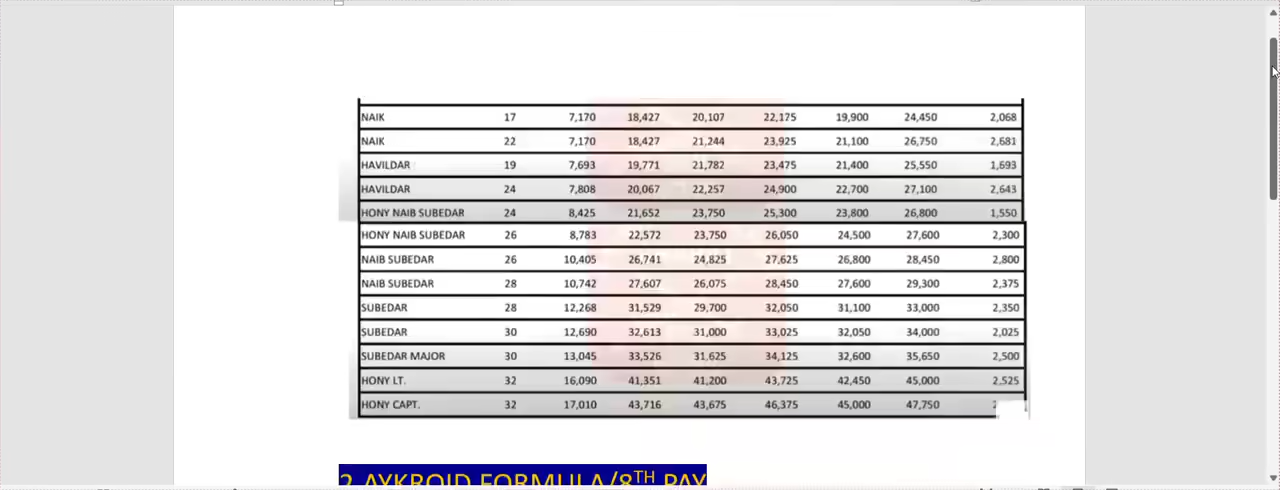 NAIK 17 7,170 18,427 20,107 22,175 19,900 24,450 2,068
NAIK 22 7,170 18,427 21,244 23,925 21,100 26,750 2,681
HAVILDAR 19 7,693 19,771 21,782 23,475 21,400 25,550 1,693
HAVILDAR 24 7,808 20,067 22,257 24,900 22,700 27,100 2,643
HONY NAIB SUBEDAR 24 8,425 21,652 23,750 25,300 23,800 26,800 1,550
HONY NAIB SUBEDAR 26 8,783 22,572 23,750 26,050 24,500 27,600 2,300
NAIB SUBEDAR 26 10,405 26,741 24,825 27,625 26,800 28,450 2,800
NAIB SUBEDAR 28 10,742 27,607 26,075 28,450 27,600 29,300 2,375
SUBEDAR 28 12,268 31,529 29,700 32,050 31,100 33,000 2,350
SUBEDAR 30 12,690 32,613 31,000 33,025 32,050 34,000 2,025
SUBEDAR MAJOR 30 13,045 33,526 31,625 34,125 32,600 35,650 2,500
HONY LT. 32 16,090 41,351 41,200 43,725 42,450 45,000 2,525
HONY CAPT. 32 17,010 43,716 43,675 46,375 45,000 47,750
2 AYKROID FORMULA/8TH PAY